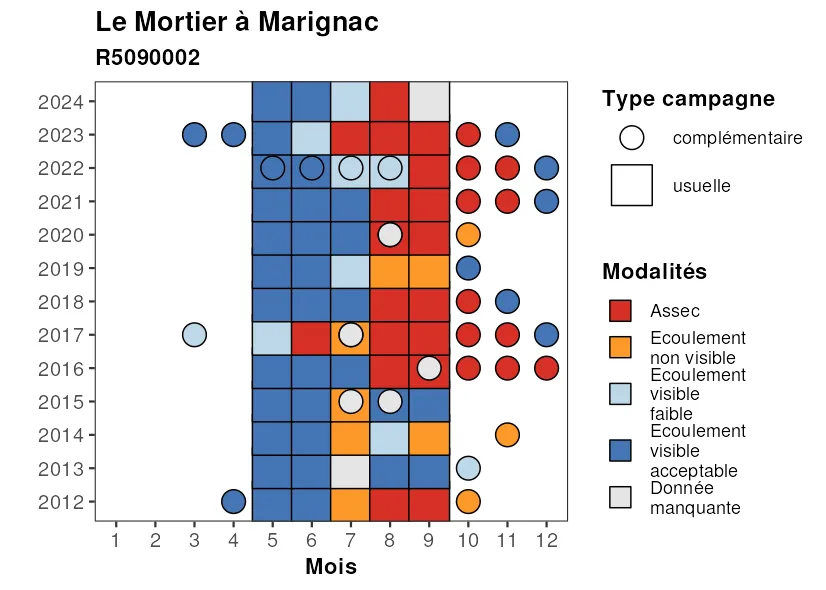 Le Mortier à Marignac
R5090002
2024
2023
2022
2021
2020
2019
2018
2017
2016
2015
2014
2013
2012
1 2 3 4 5 6 7 8 9 10 11 12
Mois
Type campagne
complémentaire
usuelle
Modalités
Assec
Ecoulement
non visible
Ecoulement
visible
faible
Ecoulement
visible
acceptable
Donnée
manquante